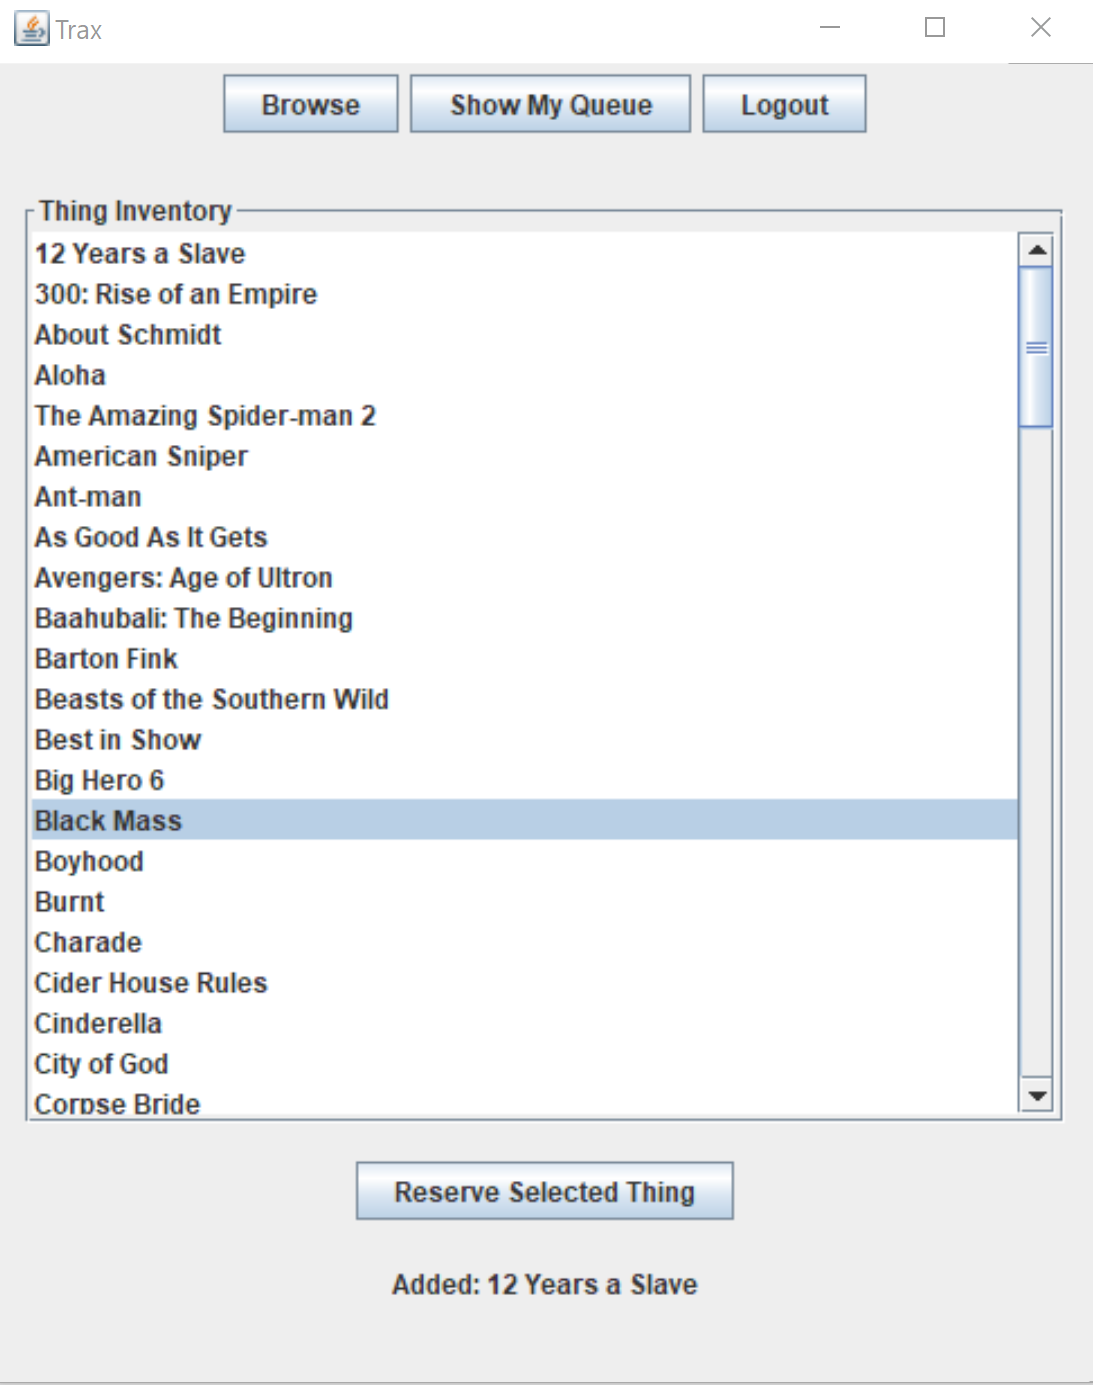 Trax
Browse Show My Queue Logout
Thing Inventory
12 Years a Slave
300: Rise of an Empire
About Schmidt
Aloha
The Amazing Spider-man 2
American Sniper
Ant-man
As Good As It Gets
Avengers: Age of Ultron
Baahubali: The Beginning
Barton Fink
Beasts of the Southern Wild
Best in Show
Big Hero 6
Black Mass
Boyhood
Burnt
Charade
Cider House Rules
Cinderella
City of God
Corpse Bride
Reserve Selected Thing
Added: 12 Years a Slave